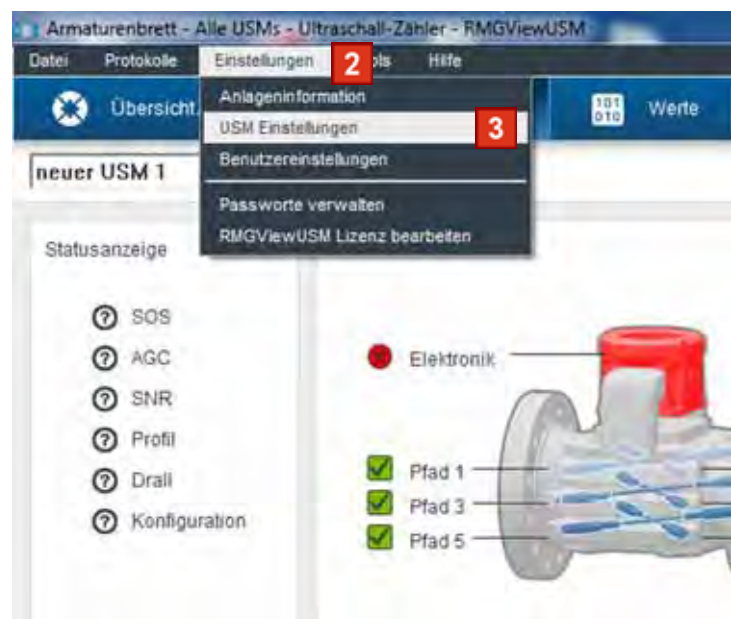 Armaturenbrett - Alle USMs - Ultraschall-Zähler - RMGViewUSM
Datei Protokolle Einstellungen 2 ols Hilfe
Übersicht 101 010 Werte
Anlageninformation
USM Einstellungen 3
Benutzereinstellungen
Passworte verwalten
RMGViewUSM Lizenz bearbeiten
neuer USM 1
Statusanzeige
SOS
AGC
SNR
Profil
Drall
Konfiguration
Elektronik
Pfad 1
Pfad 3
Pfad 5